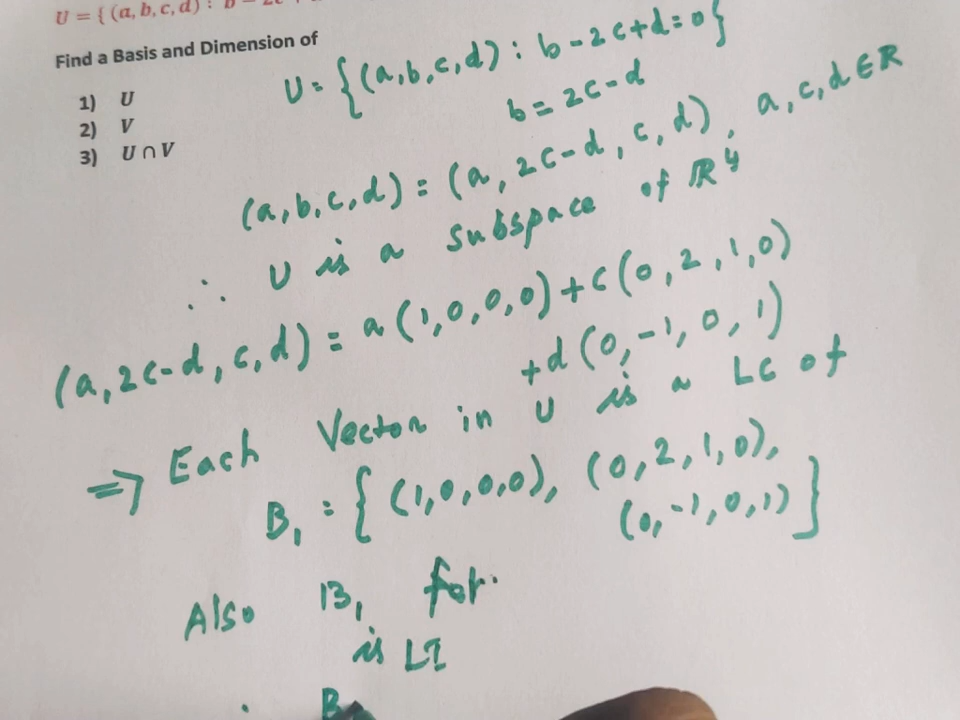 U = { (a, b, c, d) : b − 2c
Find a Basis and Dimension of
1) U
2) V
3) U ∩ V
U = {(a,b,c,d) : b - 2c + d = 0}
b = 2c - d
(a,b,c,d) = (a, 2c-d, c, d), a,c,d ∈ R
∴ U is a subspace of R⁴
(a, 2c-d, c, d) = a(1,0,0,0) + c(0,2,1,0)
+d(0,-1,0,1)
⇒ Each Vector in U is a LC of
B₁ = {(1,0,0,0), (0,2,1,0),
(0,-1,0,1)}
Also B₁ for..
is LI